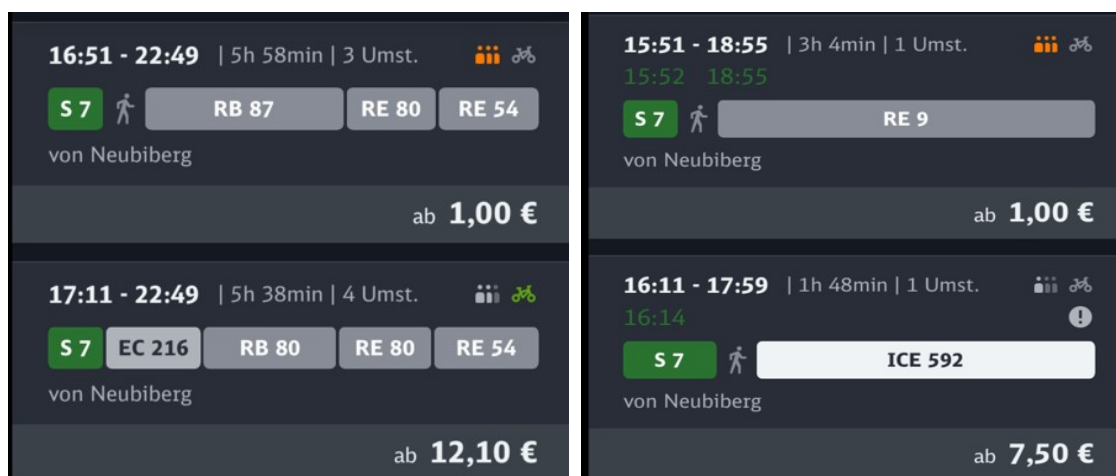 16:51 - 22:49 | 5h 58min | 3 Umst.
S 7 RB 87 RE 80 RE 54
von Neubiberg
ab 1,00 €
17:11 - 22:49 | 5h 38min | 4 Umst.
S 7 EC 216 RB 80 RE 80 RE 54
von Neubiberg
ab 12,10 €
15:51 - 18:55 | 3h 4min | 1 Umst.
15:52 18:55
S 7 RE 9
von Neubiberg
ab 1,00 €
16:11 - 17:59 | 1h 48min | 1 Umst.
16:14
S 7 ICE 592
von Neubiberg
ab 7,50 €